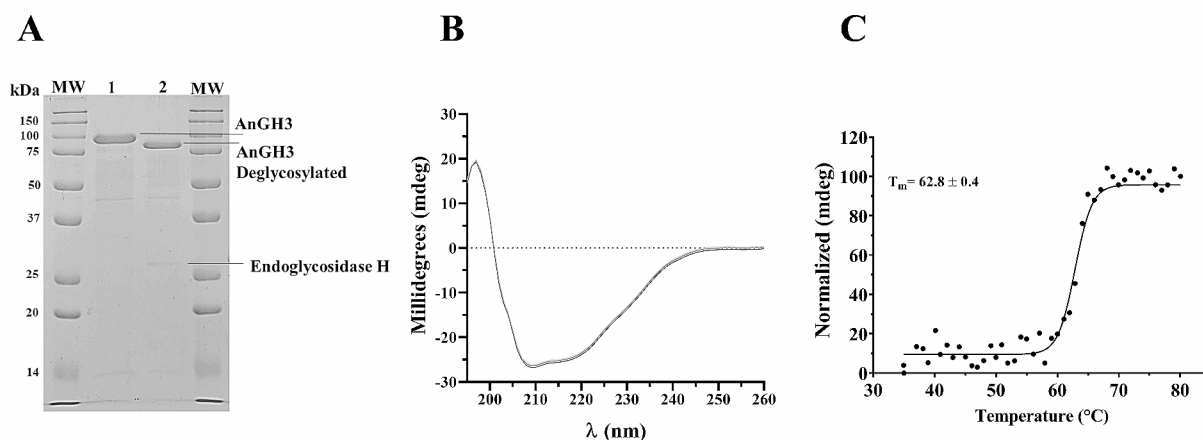 A
B
C
kDa MW 1 2 MW
150
100
75
50
37
25
20
14
AnGH3
AnGH3
Deglycosylated
Endoglycosidase H
Millidegrees (mdeg)
30
20
10
0
-10
-20
-30
200 210 220 230 240 250 260
λ (nm)
Normalized (mdeg)
120
100
80
60
40
20
0
Tm= 62.8 ± 0.4
30 40 50 60 70 80
Temperature (°C)